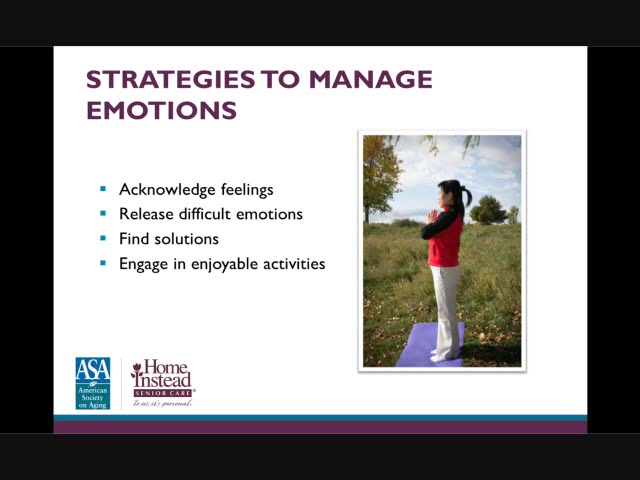 STRATEGIES TO MANAGE
EMOTIONS
Acknowledge feelings
Release difficult emotions
Find solutions
Engage in enjoyable activities
ASA
American
Society
on Aging
Home
Instead
SENIOR CARE
To us, it's personal.